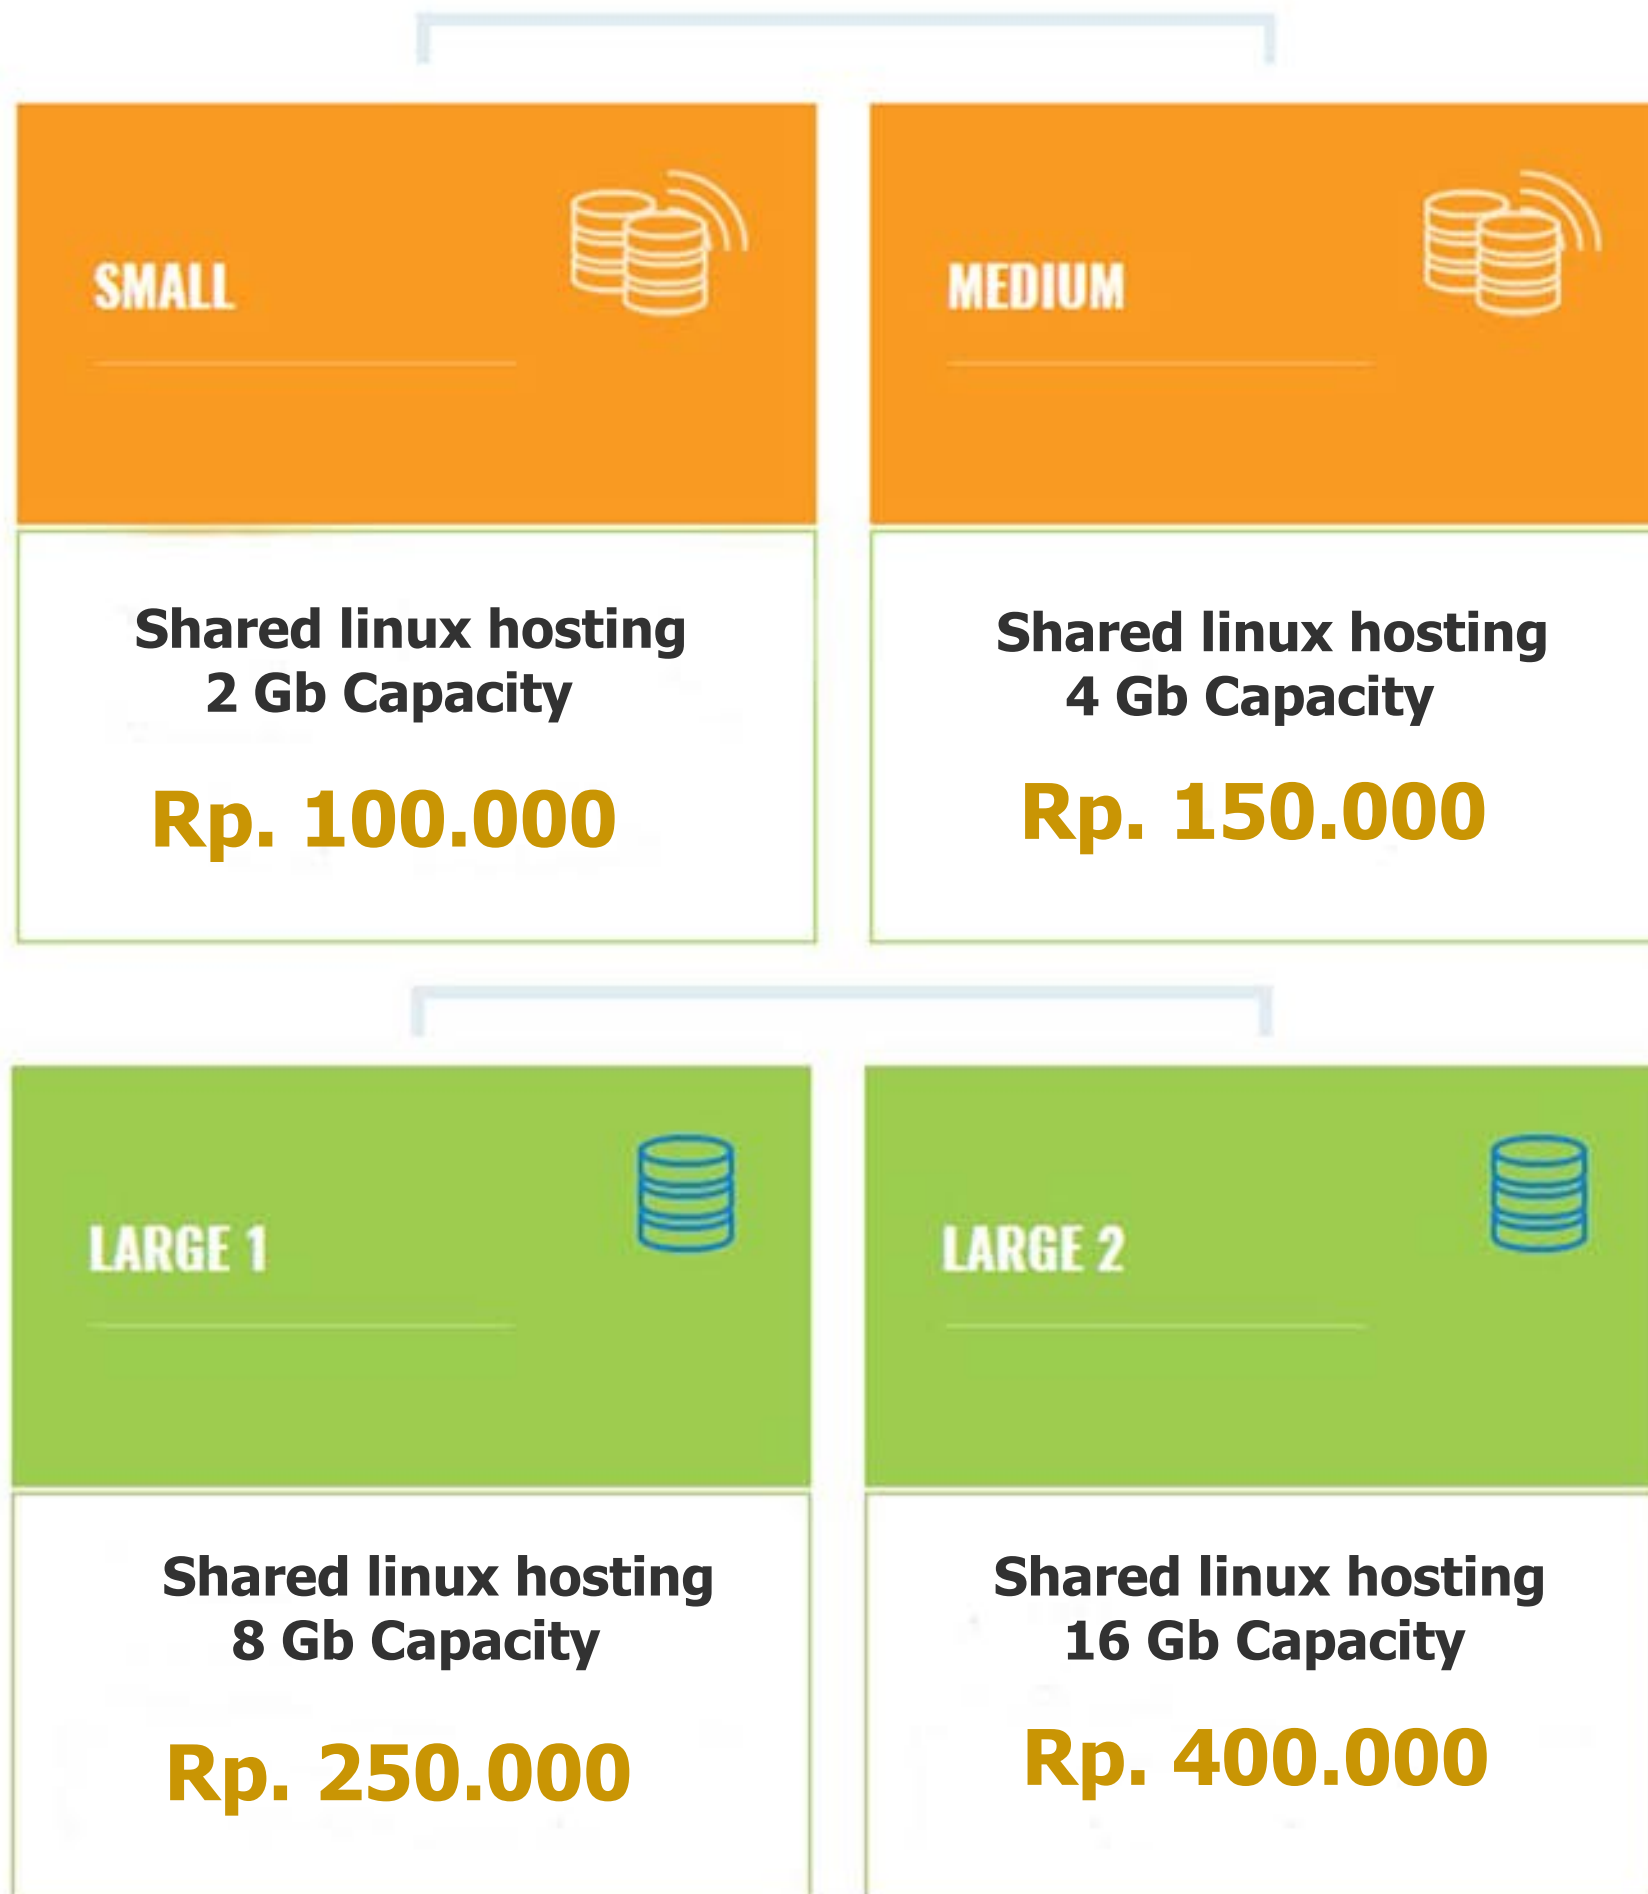 SMALL
Shared linux hosting
2 Gb Capacity
Rp. 100.000
MEDIUM
Shared linux hosting
4 Gb Capacity
Rp. 150.000
LARGE 1
Shared linux hosting
8 Gb Capacity
Rp. 250.000
LARGE 2
Shared linux hosting
16 Gb Capacity
Rp. 400.000